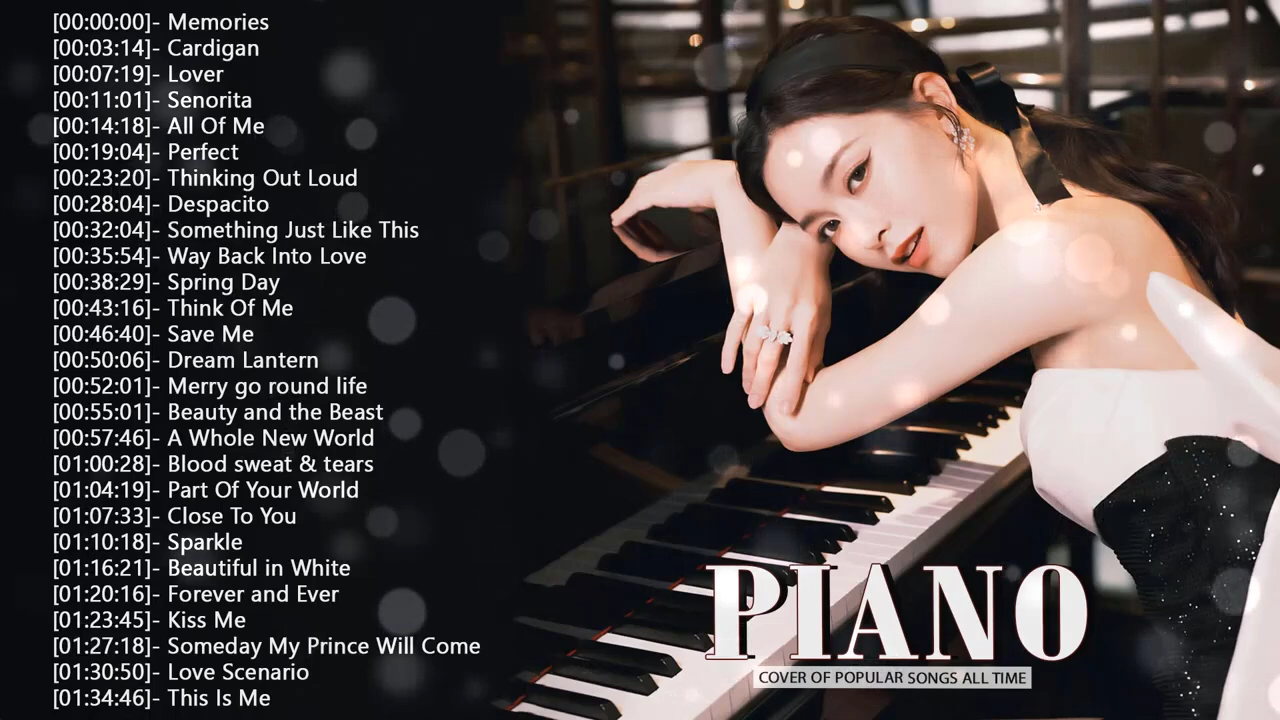 [00:00:00]- Memories
[00:03:14]- Cardigan
[00:07:19]- Lover
[00:11:01]- Senorita
[00:14:18]- All Of Me
[00:19:04]- Perfect
[00:23:20]- Thinking Out Loud
[00:28:04]- Despacito
[00:32:04]- Something Just Like This
[00:35:54]- Way Back Into Love
[00:38:29]- Spring Day
[00:43:16]- Think Of Me
[00:46:40]- Save Me
[00:50:06]- Dream Lantern
[00:52:01]- Merry go round life
[00:55:01]- Beauty and the Beast
[00:57:46]- A Whole New World
[01:00:28]- Blood sweat & tears
[01:04:19]- Part Of Your World
[01:07:33]- Close To You
[01:10:18]- Sparkle
[01:16:21]- Beautiful in White
[01:20:16]- Forever and Ever
[01:23:45]- Kiss Me
[01:27:18]- Someday My Prince Will Come
[01:30:50]- Love Scenario
[01:34:46]- This Is Me
PIANO
COVER OF POPULAR SONGS ALL TIME